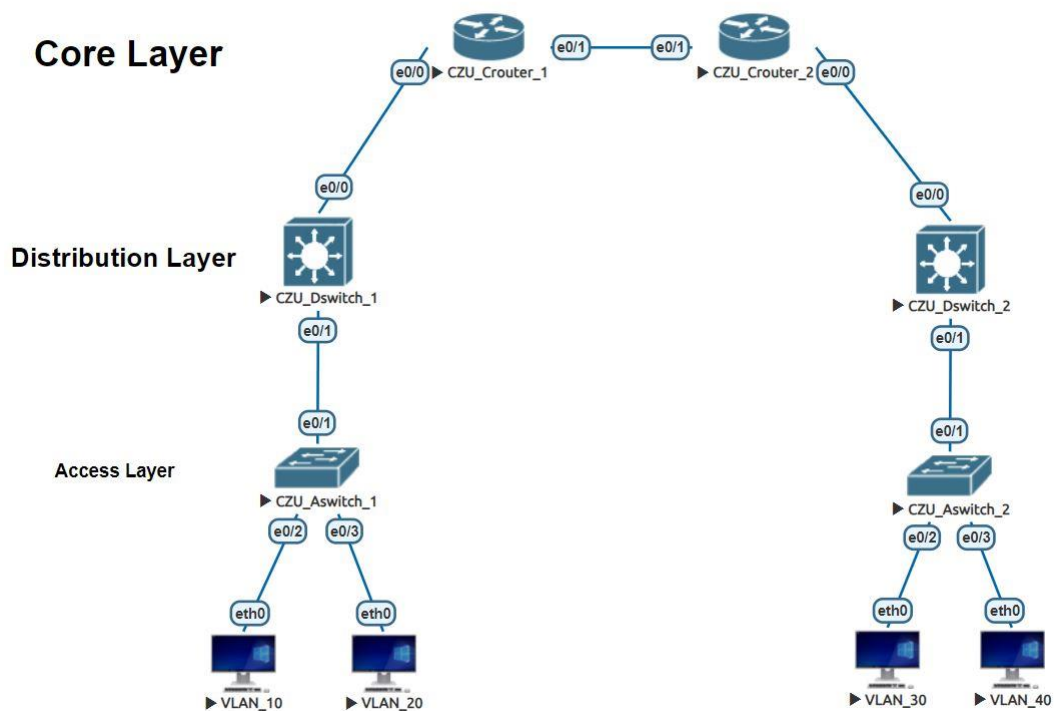 Core Layer
e0/1
e0/1
e0/0
CZU_Crouter_1
CZU_Crouter_2
e0/0
e0/0
e0/0
Distribution Layer
CZU_Dswitch_1
CZU_Dswitch_2
e0/1
e0/1
e0/1
e0/1
Access Layer
CZU_Aswitch_1
CZU_Aswitch_2
e0/2
e0/3
e0/2
e0/3
eth0
eth0
eth0
eth0
VLAN_10
VLAN_20
VLAN_30
VLAN_40